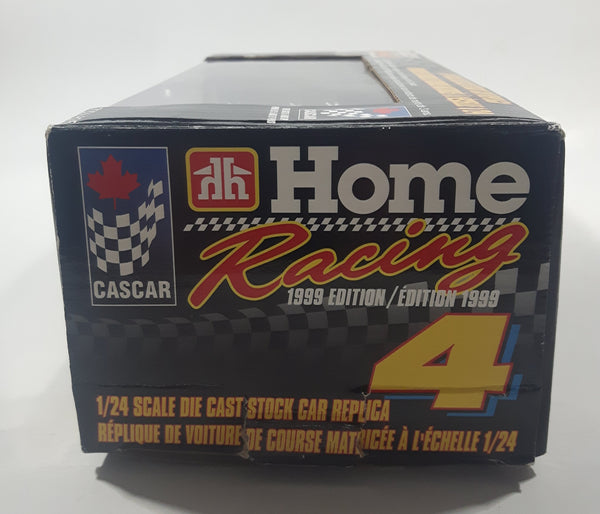 CASCAR
Home
Racing
1999 EDITION / ÉDITION 1999
4
1/24 SCALE DIE CAST STOCK CAR REPLICA
RÉPLIQUE DE VOITURE DE COURSE MATRICÉE À L'ÉCHELLE 1/24